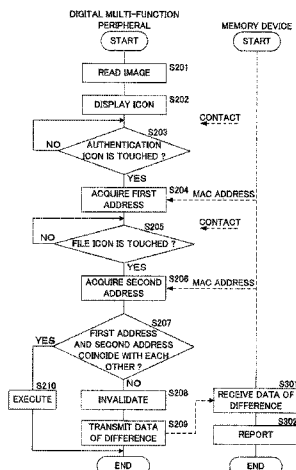 DIGITAL MULTI-FUNCTION
PERIPHERAL
MEMORY DEVICE
START
START
S201
READ IMAGE
S202
DISPLAY ICON
CONTACT
S203
NO
AUTHENTICATION
ICON IS TOUCHED ?
YES
S204
ACQUIRE FIRST
ADDRESS
MAC ADDRESS
S205
CONTACT
NO
FILE ICON IS TOUCHED ?
YES
S206
ACQUIRE SECOND
ADDRESS
MAC ADDRESS
S207
YES
FIRST ADDRESS
AND SECOND ADDRESS
COINCIDE WITH EACH
OTHER ?
NO
S210
EXECUTE
S208
INVALIDATE
S209
TRANSMIT DATA
OF DIFFERENCE
S301
RECEIVE DATA OF
DIFFERENCE
S302
REPORT
END
END